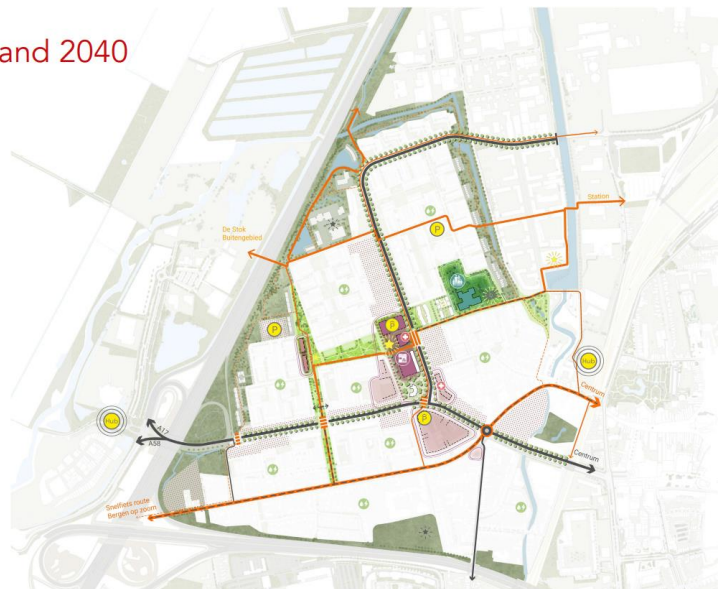 and 2040
Station
De Stok
Buitengebied
P
P
P
Hub
Centrum
P
Hub
A17
A58
Centrum
Snelfiets route
Bergen op zoom